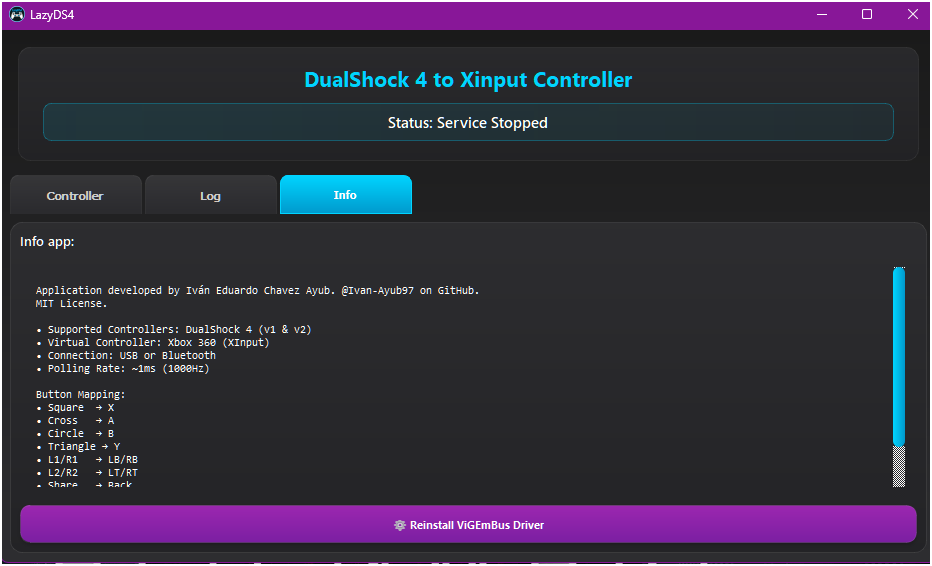 LazyDS4
DualShock 4 to Xinput Controller
Status: Service Stopped
Controller
Log
Info
Info app:
Application developed by Iván Eduardo Chavez Ayub. @Ivan-Ayub97 on GitHub.
MIT License.
• Supported Controllers: DualShock 4 (v1 & v2)
• Virtual Controller: Xbox 360 (XInput)
• Connection: USB or Bluetooth
• Polling Rate: ~1ms (1000Hz)
Button Mapping:
• Square → X
• Cross → A
• Circle → B
• Triangle → Y
• L1/R1 → LB/RB
• L2/R2 → LT/RT
• Share → Back
Reinstall ViGEmBus Driver